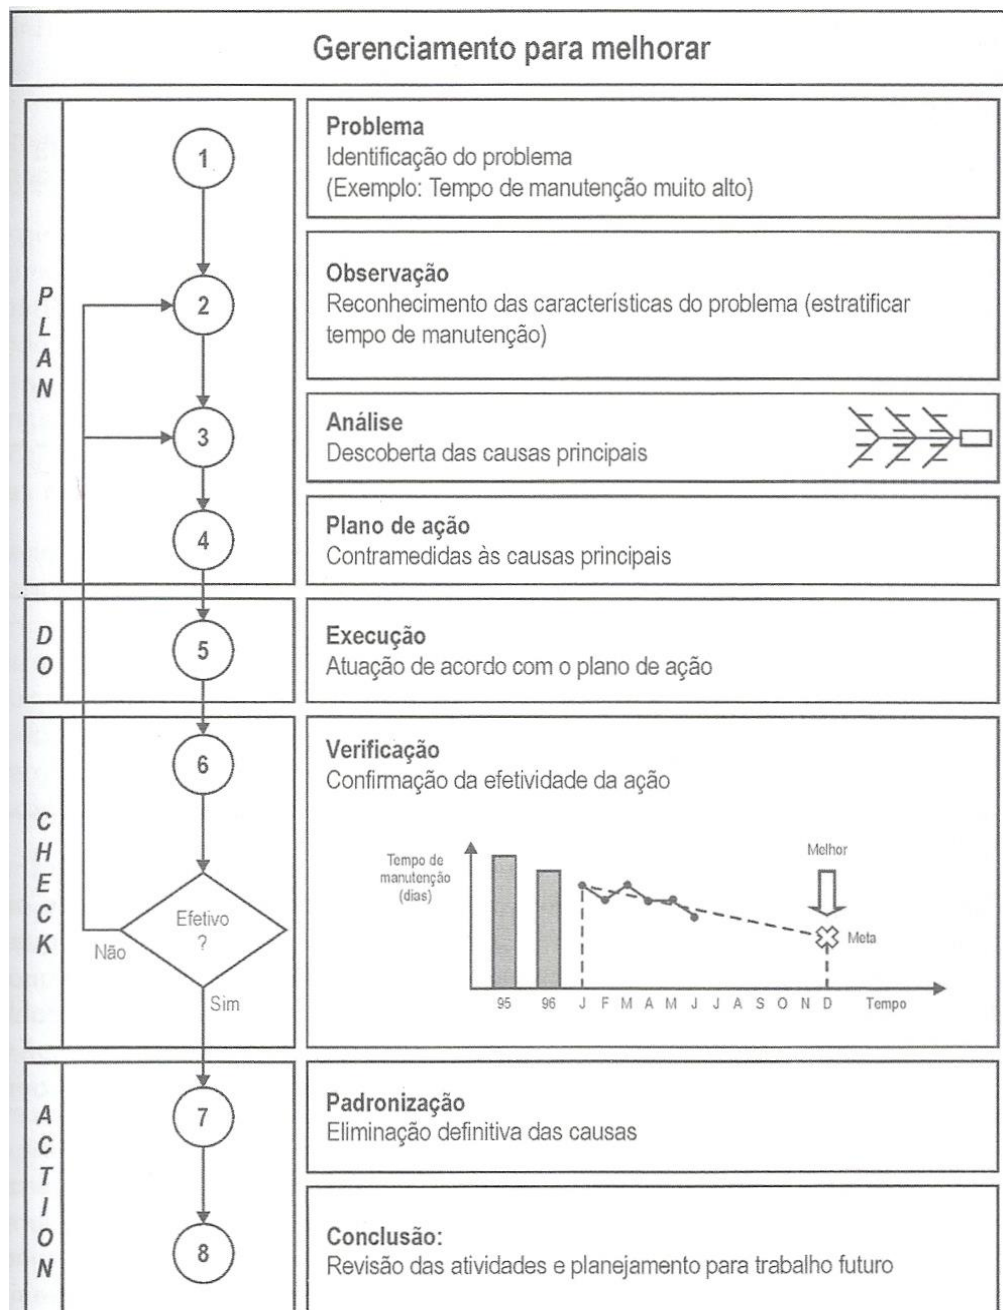 Gerenciamento para melhorar
PLAN
1
Problema
Identificação do problema
(Exemplo: Tempo de manutenção muito alto)
2
Observação
Reconhecimento das características do problema (estratificar
tempo de manutenção)
3
Análise
Descoberta das causas principais
4
Plano de ação
Contramedidas às causas principais
DO
5
Execução
Atuação de acordo com o plano de ação
CHECK
6
Verificação
Confirmação da efetividade da ação
Efetivo
?
Não
Sim
Tempo de
manutenção
(dias)
Melhor
Meta
95 96 J F M A M J J A S O N D Tempo
ACTION
7
Padronização
Eliminação definitiva das causas
8
Conclusão:
Revisão das atividades e planejamento para trabalho futuro